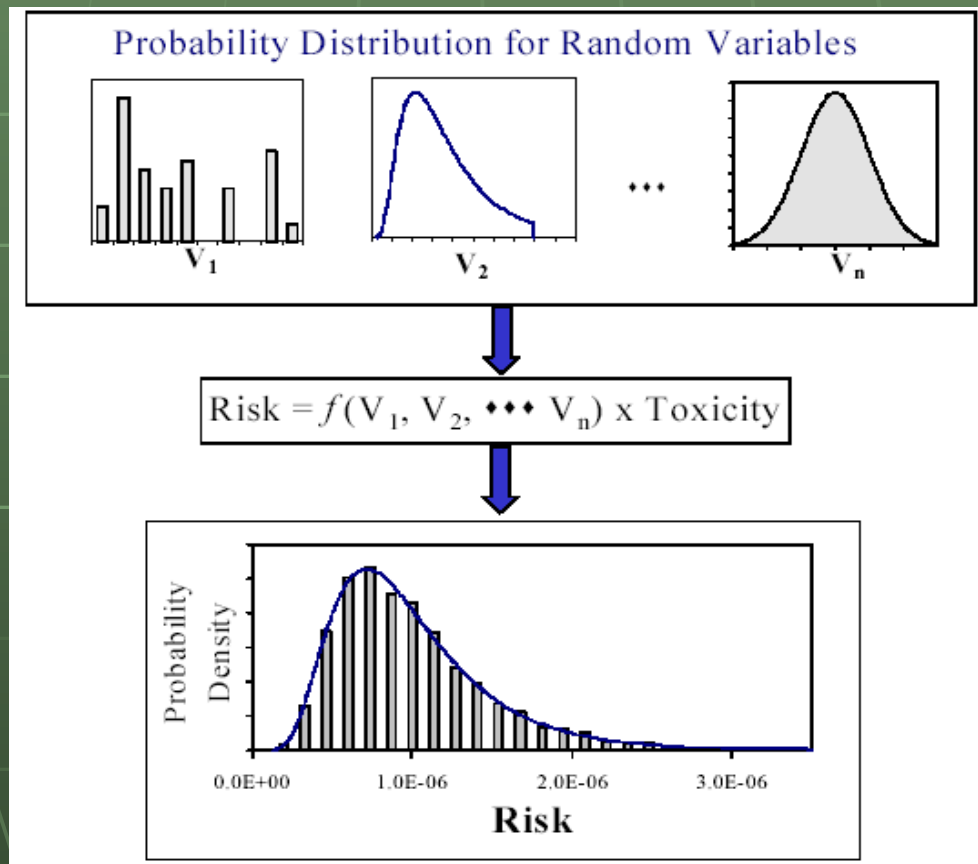 Probability Distribution for Random Variables
V₁
V₂
♦♦♦
Vₙ
Risk = f(V₁, V₂, ♦♦♦ Vₙ) x Toxicity
Probability
Density
0.0E+00 1.0E-06 2.0E-06 3.0E-06
Risk